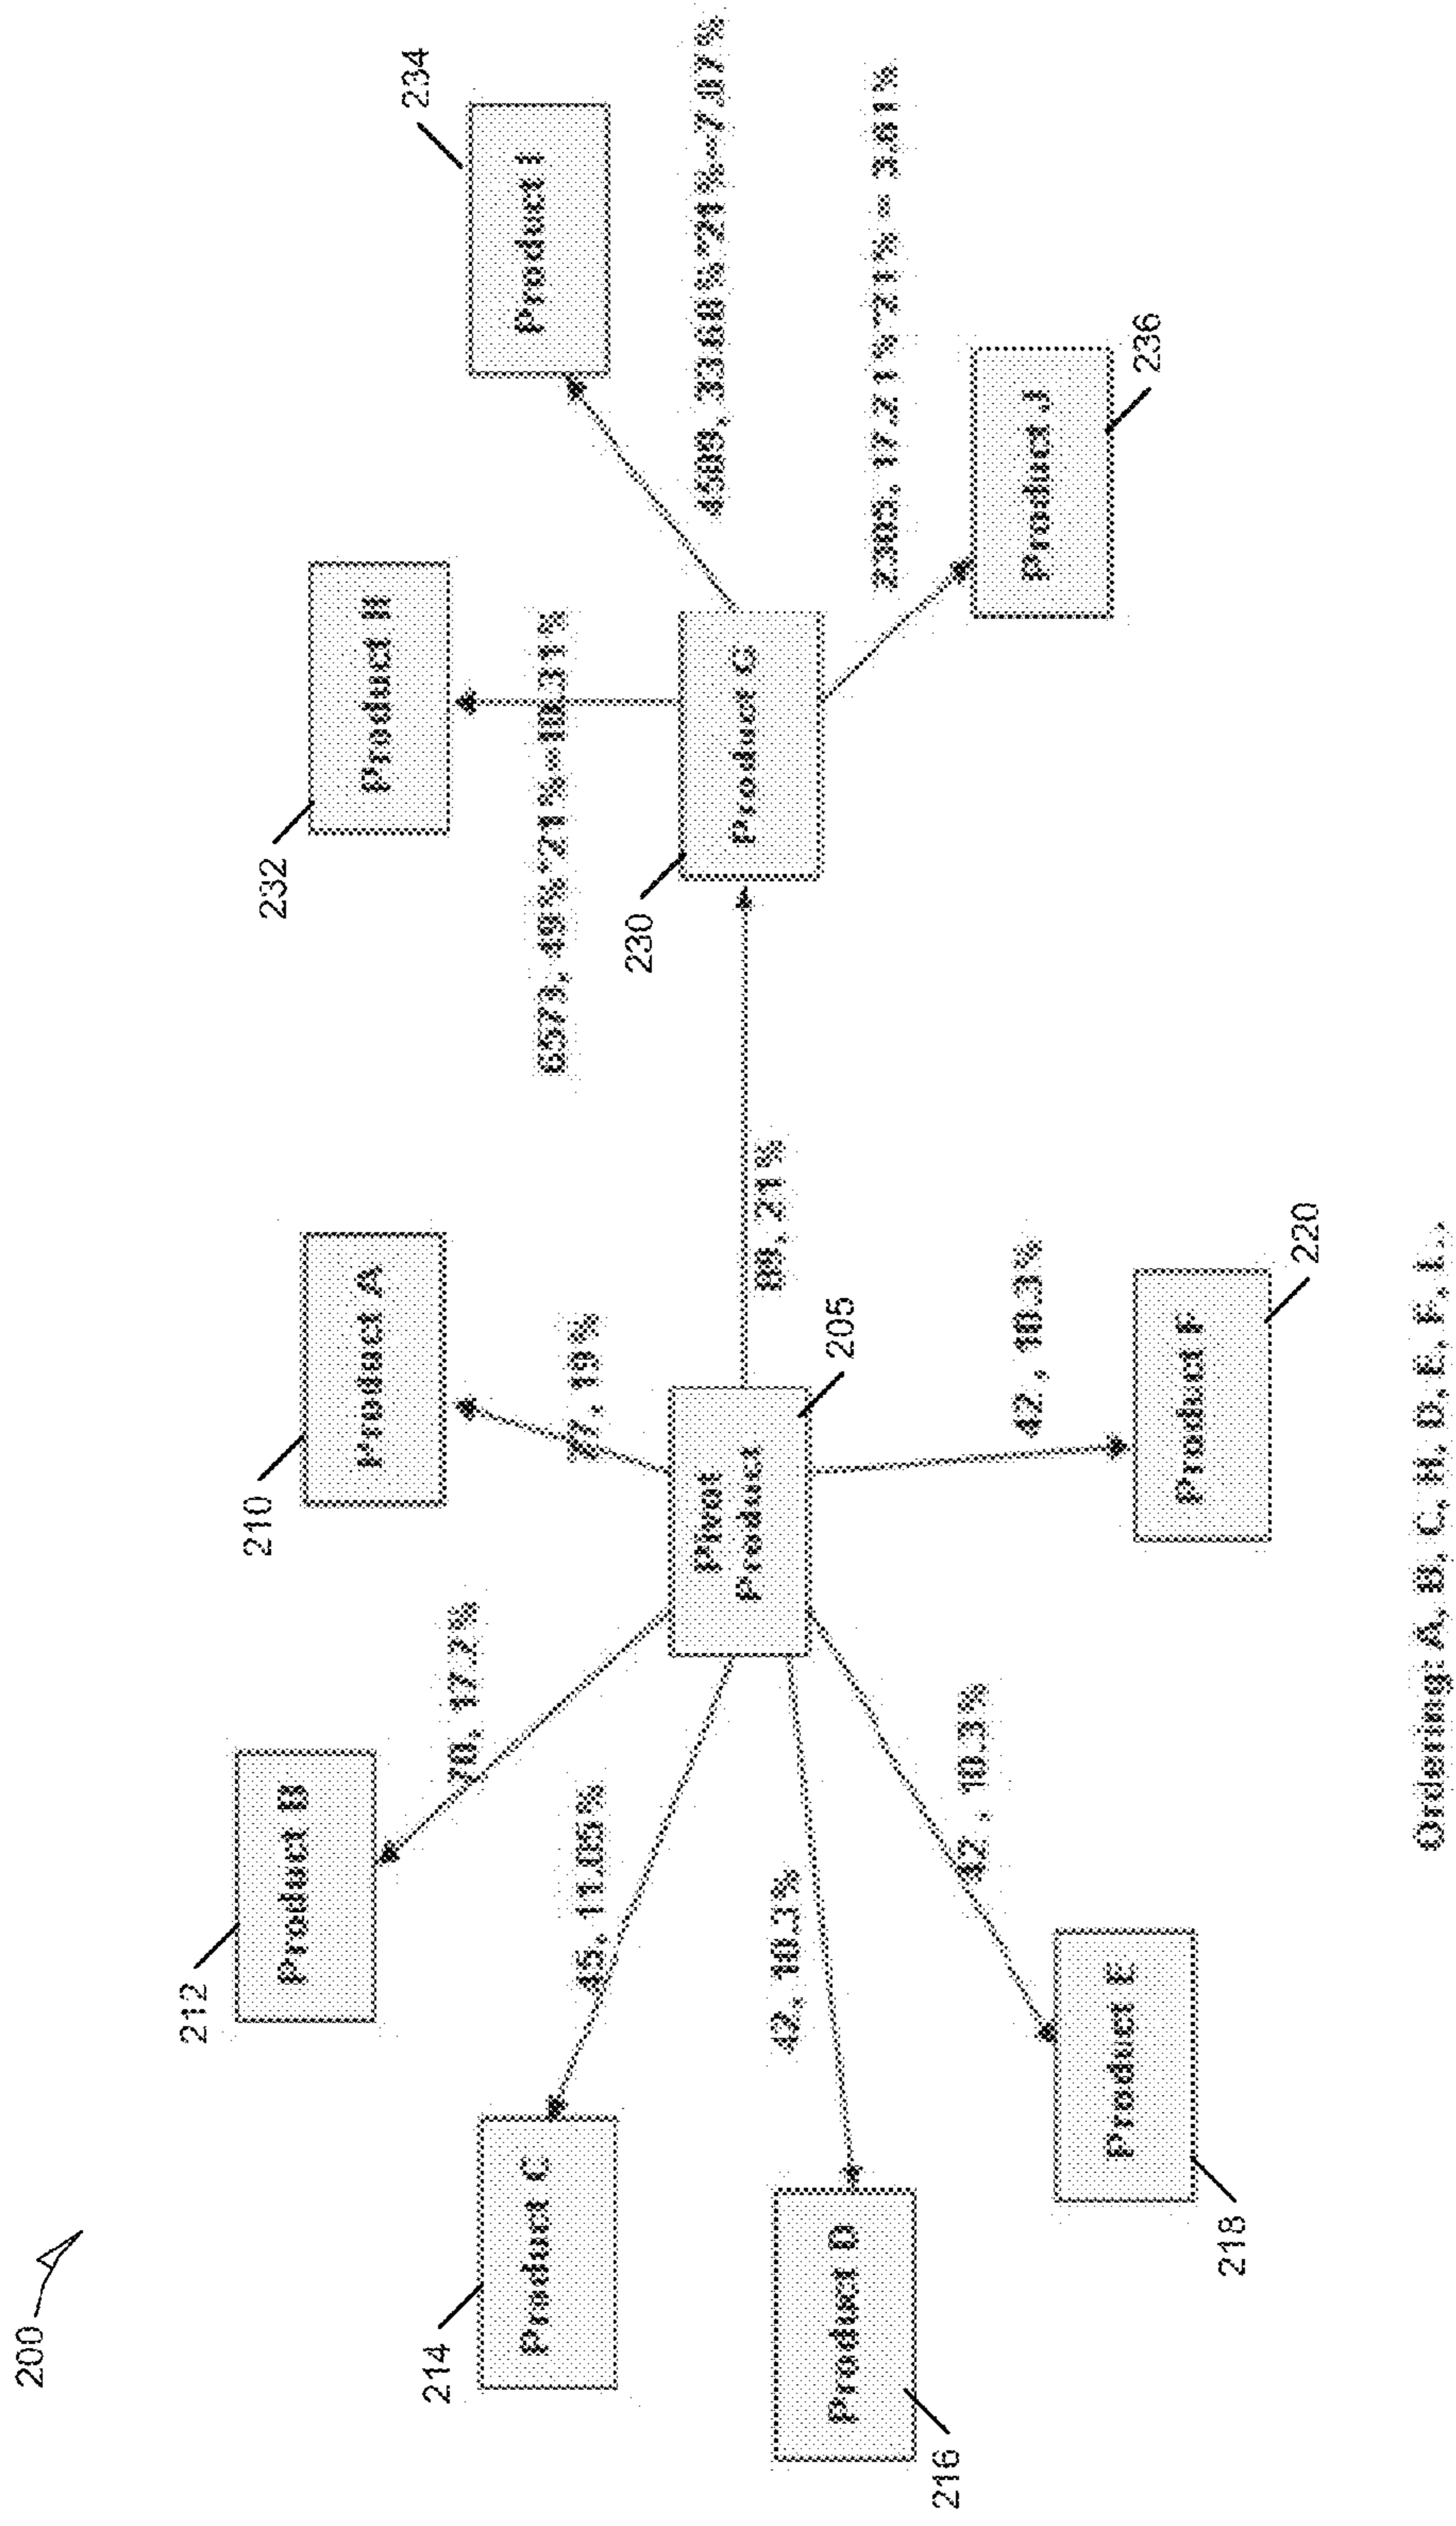 200
Product A
210
77, 19%
Product B
212
70, 17.2%
Product C
214
45, 11.05%
Product D
216
42, 10.3%
Product E
218
42, 10.3%
Product F
220
42, 10.3%
Pivot
Product
205
89, 21%
Product G
230
Product H
232
6573, 49%*21%=10.31%
Product I
234
4509, 33.68%*21%=7.07%
Product J
236
2305, 17.21%*21% = 3.61%
Ordering: A, B, C, H, D, E, F, I,